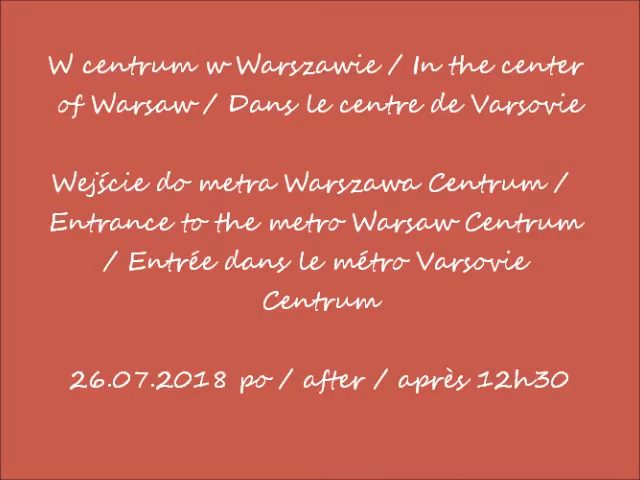 W centrum w Warszawie / In the center
of Warsaw / Dans le centre de Varsovie
Wejście do metra Warszawa Centrum /
Entrance to the metro Warsaw Centrum
/ Entrée dans le métro Varsovie
Centrum
26.07.2018 po / after / après 12h30